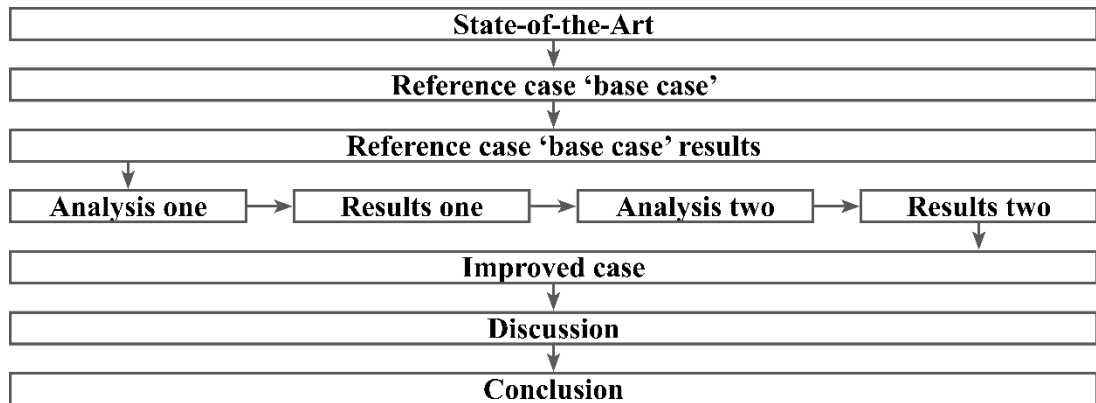 State-of-the-Art
Reference case ‘base case’
Reference case ‘base case’ results
Analysis one
Results one
Analysis two
Results two
Improved case
Discussion
Conclusion